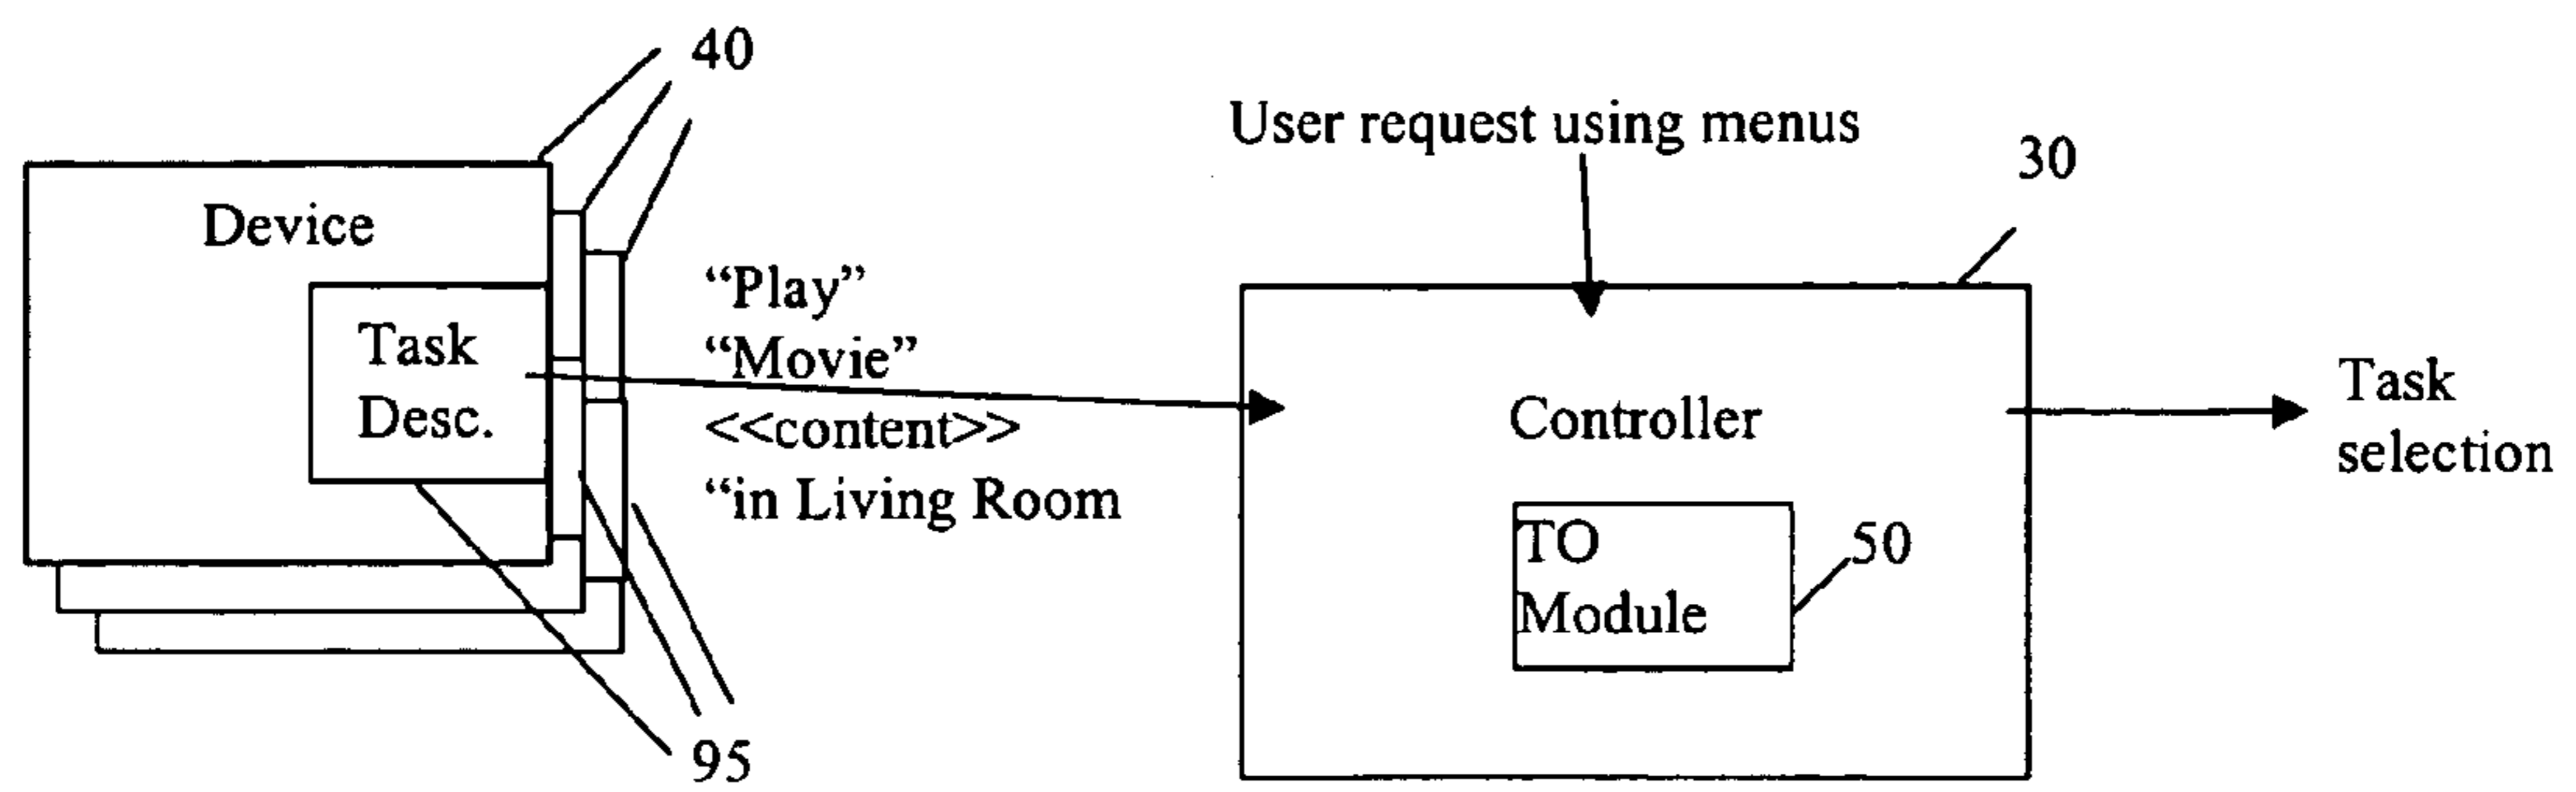 40
User request using menus
30
Device
“Play”
“Movie”
<<content>>
“in Living Room
Task
Desc.
Controller
Task
selection
TO
Module
50
95